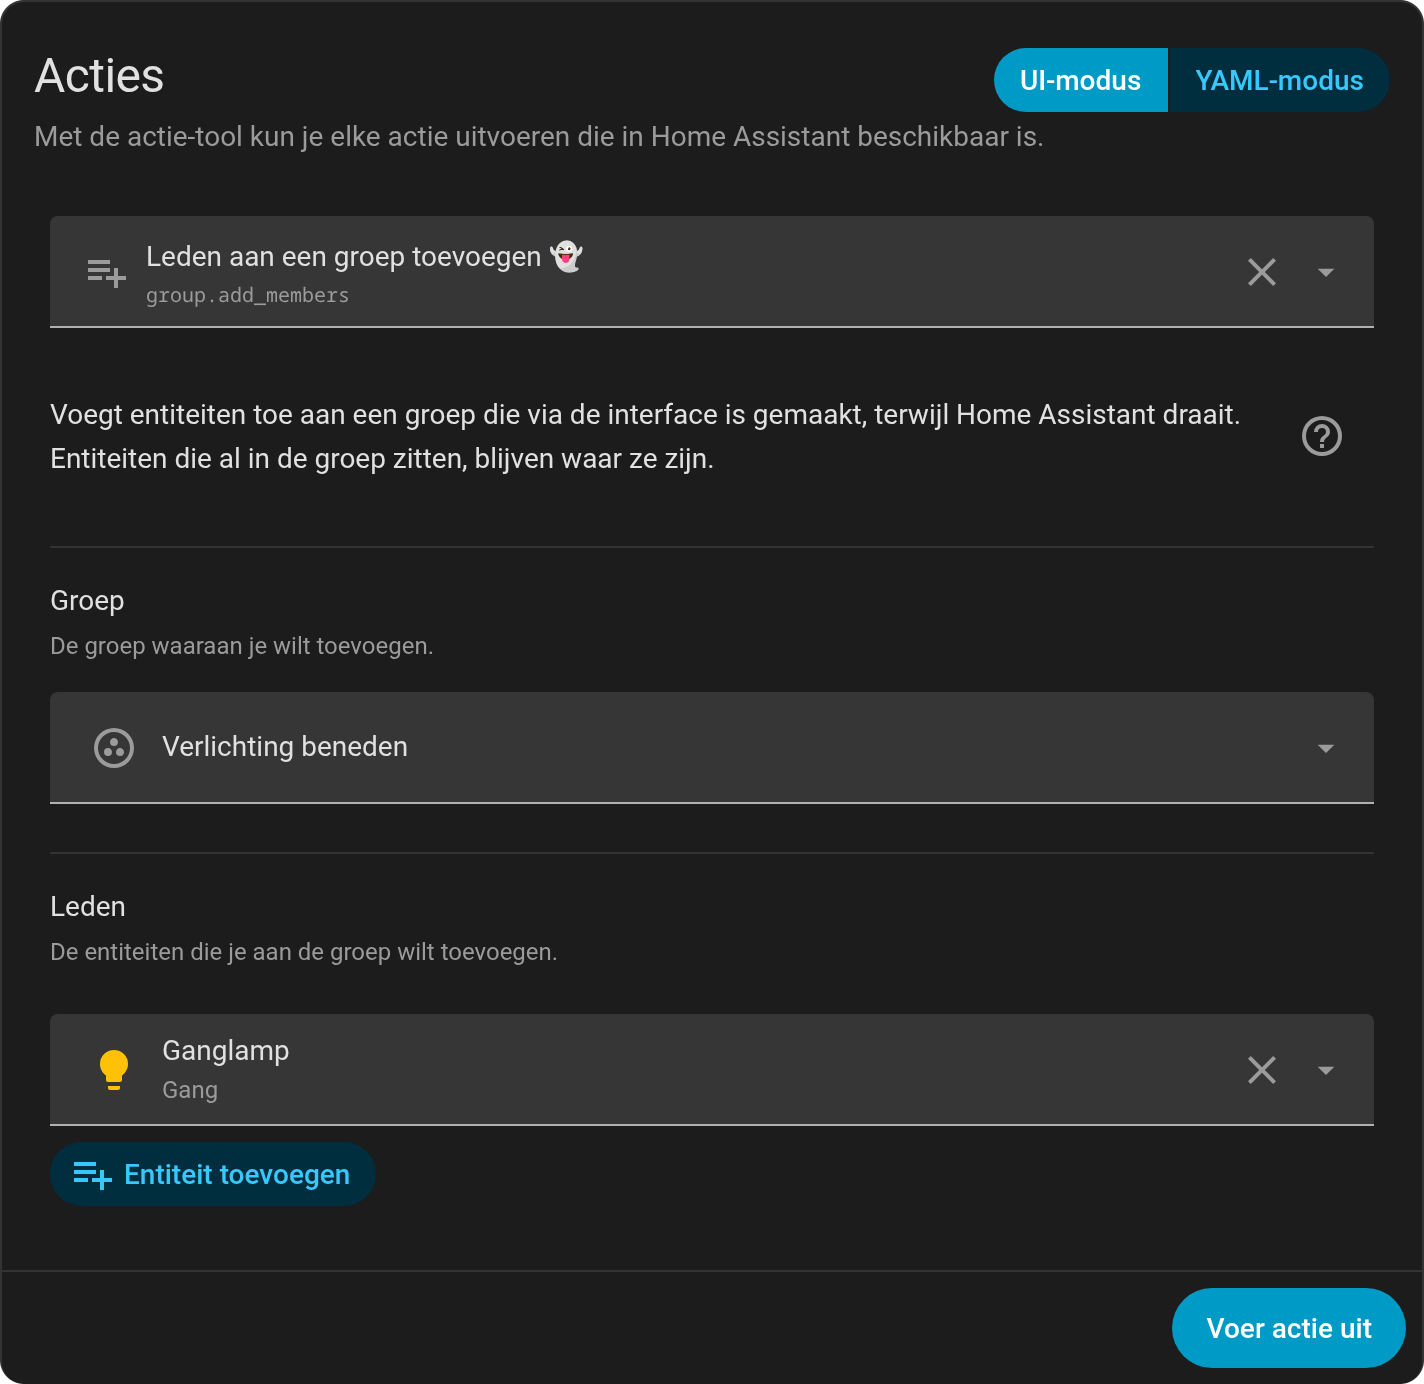 Acties
UI-modus
YAML-modus
Met de actie-tool kun je elke actie uitvoeren die in Home Assistant beschikbaar is.
Leden aan een groep toevoegen 👻
group.add_members
Voegt entiteiten toe aan een groep die via de interface is gemaakt, terwijl Home Assistant draait.
Entiteiten die al in de groep zitten, blijven waar ze zijn.
Groep
De groep waaraan je wilt toevoegen.
Verlichting beneden
Leden
De entiteiten die je aan de groep wilt toevoegen.
Ganglamp
Gang
Entiteit toevoegen
Voer actie uit